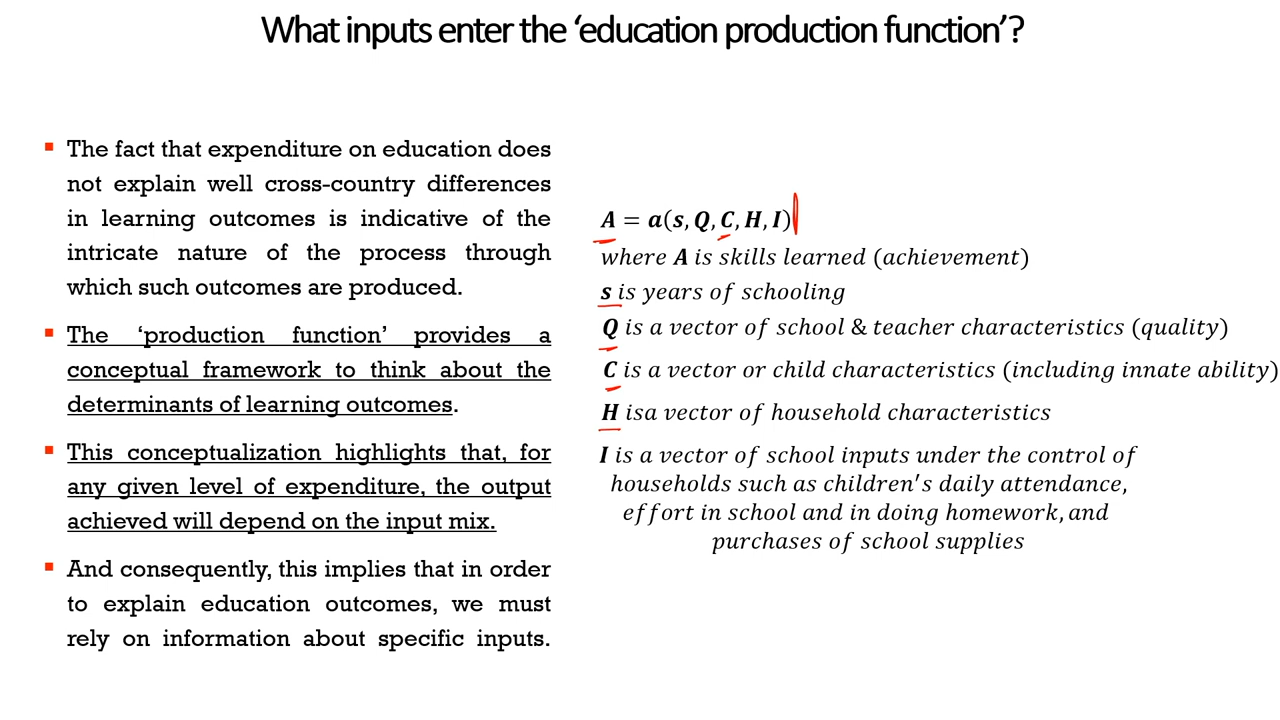 What inputs enter the ‘education production function’?
The fact that expenditure on education does
not explain well cross-country differences
in learning outcomes is indicative of the
intricate nature of the process through
which such outcomes are produced.
The ‘production function’ provides a
conceptual framework to think about the
determinants of learning outcomes.
This conceptualization highlights that, for
any given level of expenditure, the output
achieved will depend on the input mix.
And consequently, this implies that in order
to explain education outcomes, we must
rely on information about specific inputs.
A = a(s, Q, C, H, I)
where A is skills learned (achievement)
s is years of schooling
Q is a vector of school & teacher characteristics (quality)
C is a vector or child characteristics (including innate ability)
H isa vector of household characteristics
I is a vector of school inputs under the control of
households such as children's daily attendance,
effort in school and in doing homework, and
purchases of school supplies